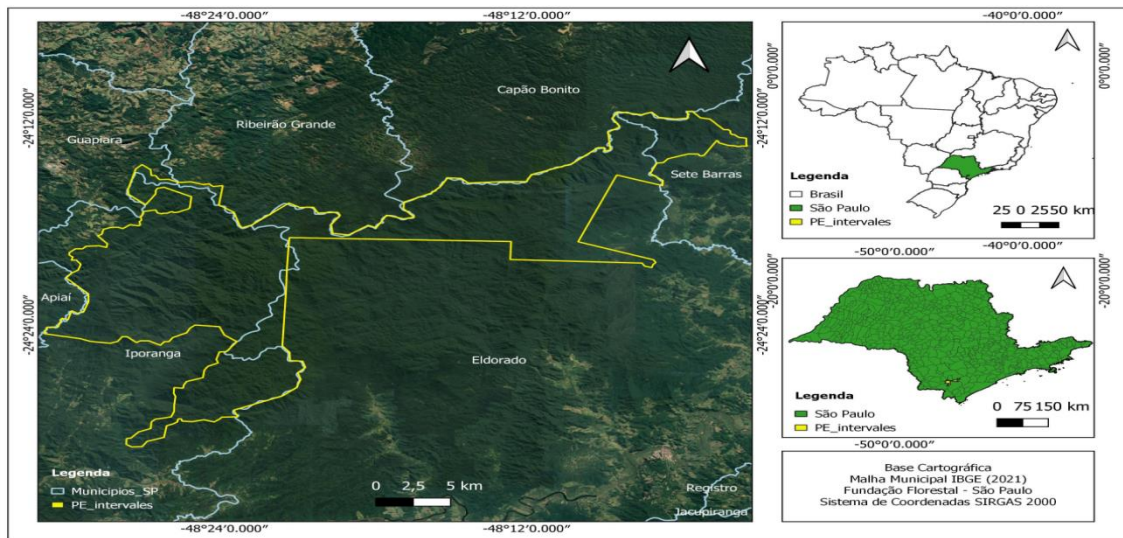 -48°24'0.000"
-48°12'0.000"
-24°12'0.000"
-24°24'0.000"
Capão Bonito
Ribeirão Grande
Guapiara
Sete Barras
Apiaí
Iporanga
Eldorado
Registro
Jacupiranga
Legenda
Municipios_SP
PE_intervales
0 2,5 5 km
-24°12'0.000"
-24°24'0.000"
-48°24'0.000"
-48°12'0.000"
-40°0'0.000"
0°0'0.000"
0°0'0.000"
Legenda
Brasil
São Paulo
PE_intervales
25 0 2550 km
-50°0'0.000"
-40°0'0.000"
-20°0'0.000"
-20°0'0.000"
Legenda
São Paulo
PE_intervales
0 75 150 km
-50°0'0.000"
Base Cartográfica
Malha Municipal IBGE (2021)
Fundação Florestal - São Paulo
Sistema de Coordenadas SIRGAS 2000